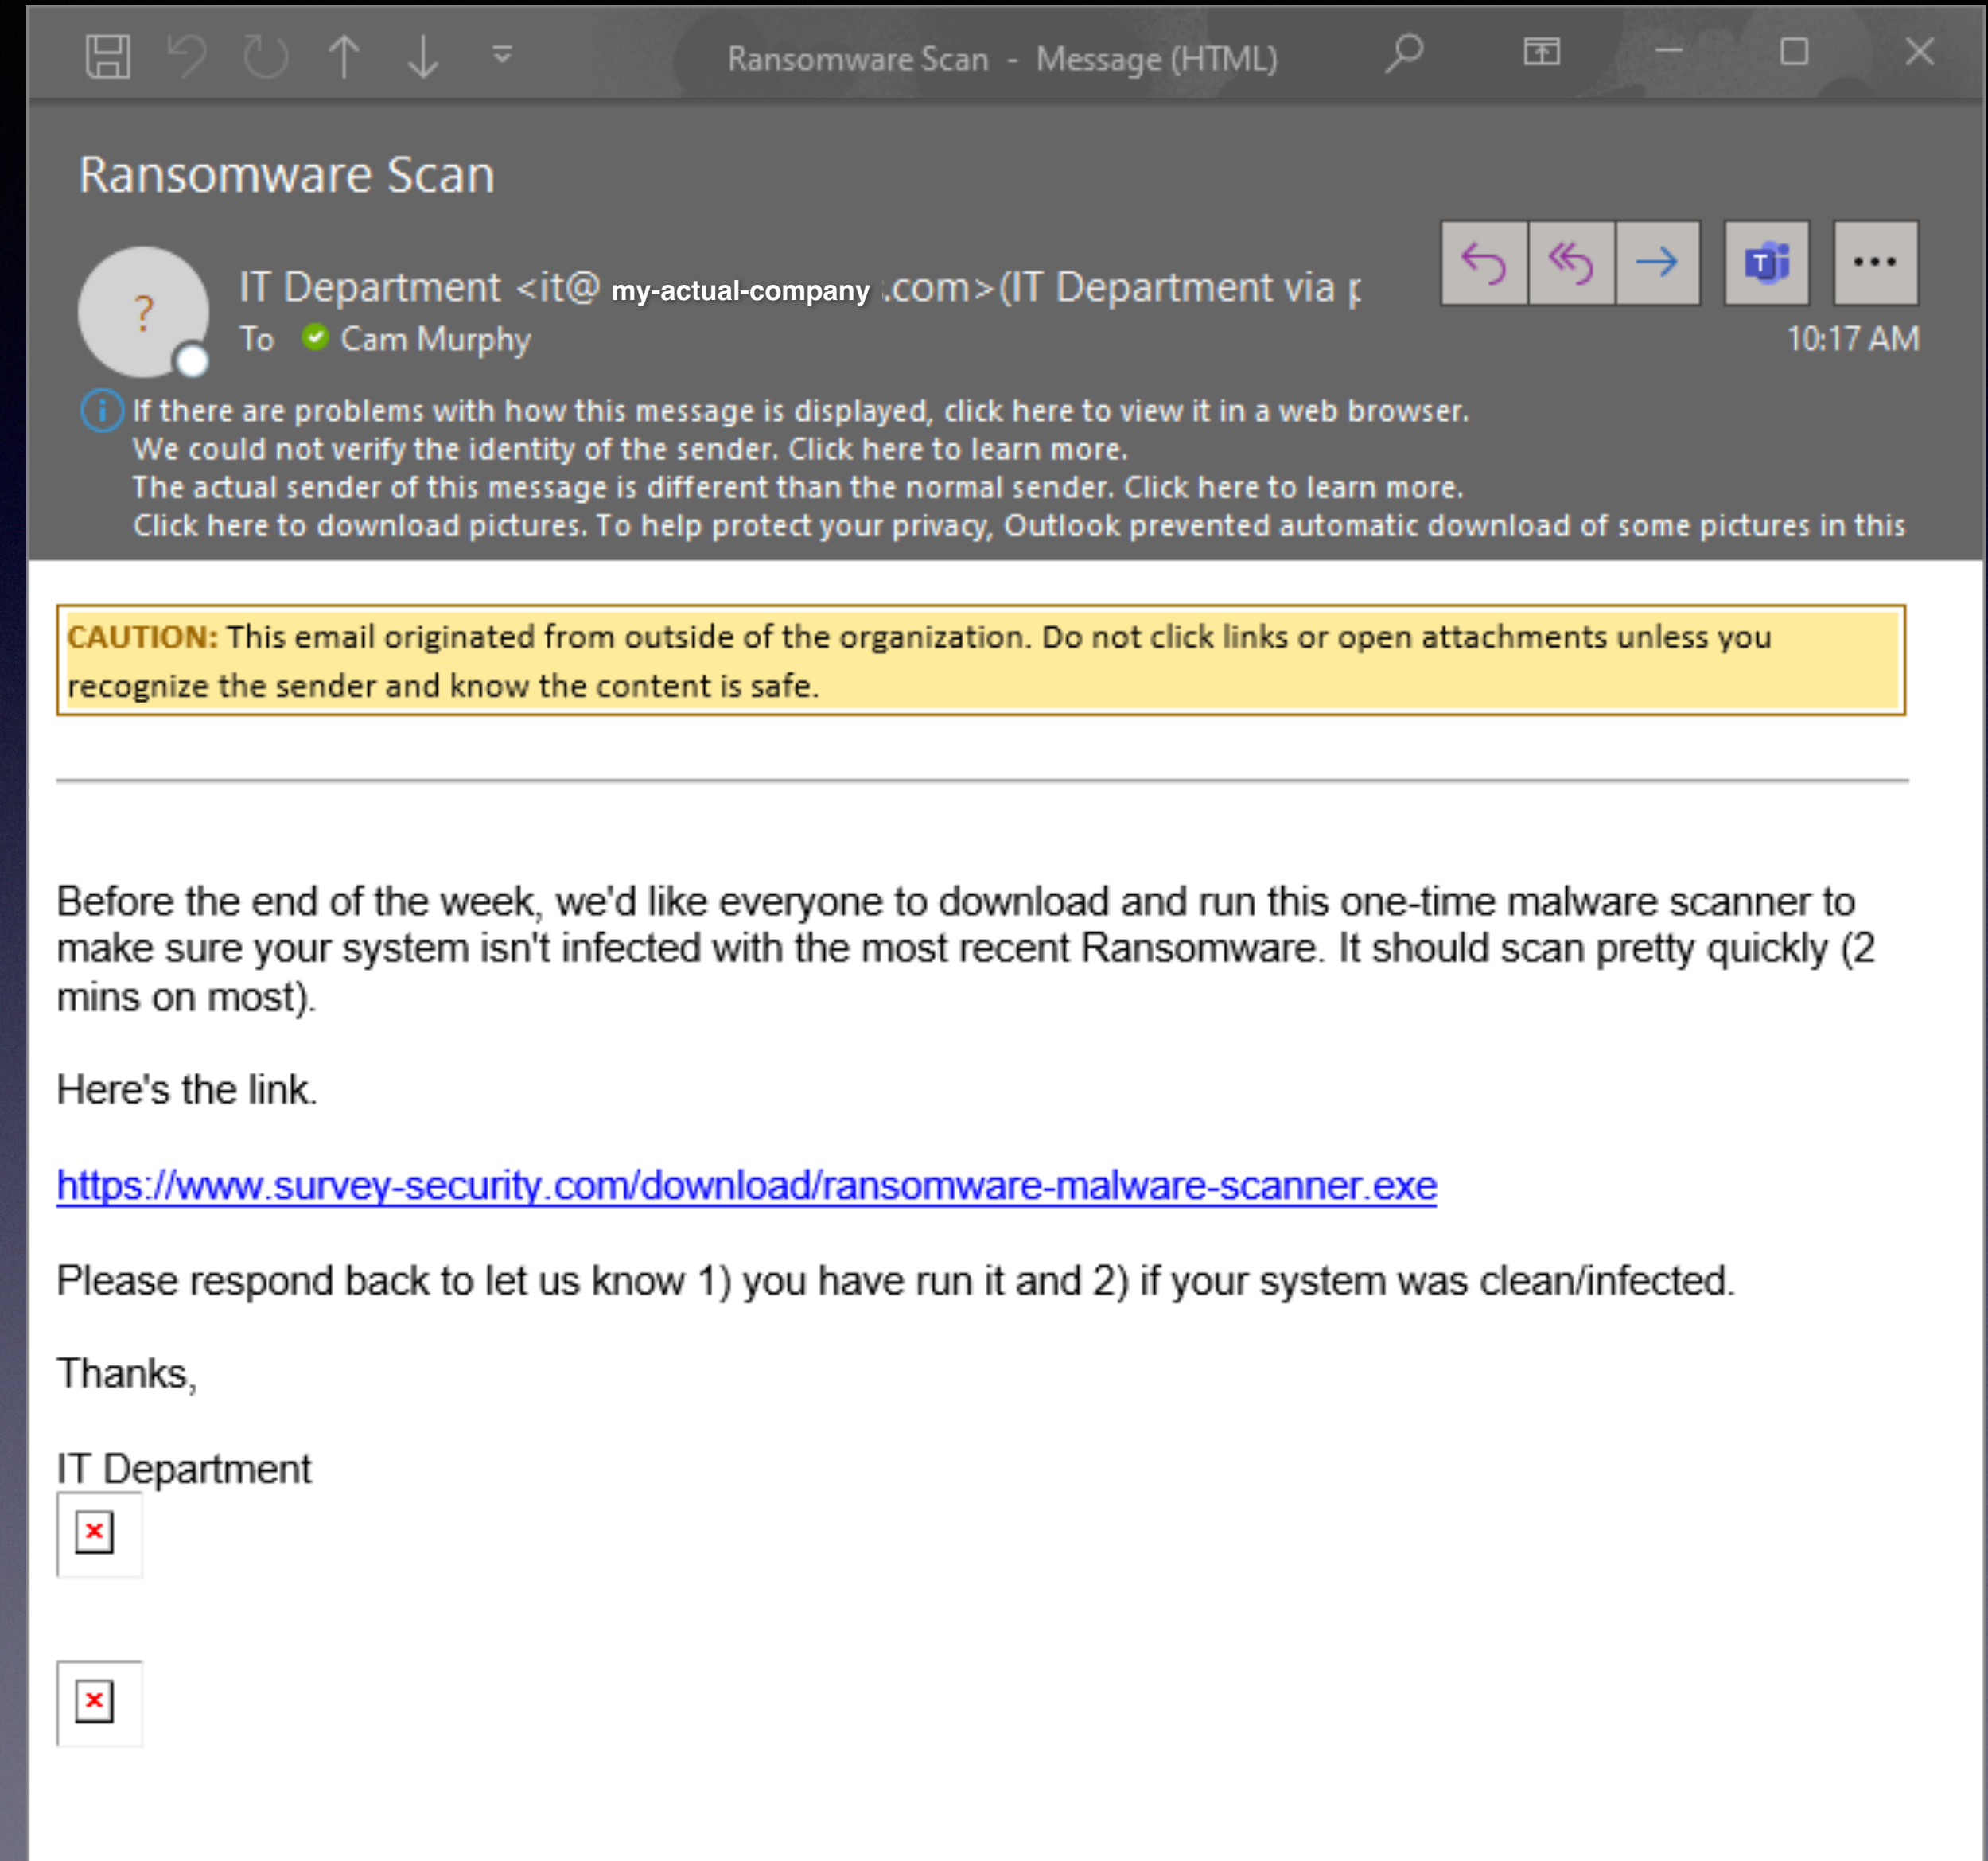 Ransomware Scan - Message (HTML)
Ransomware Scan
IT Department <it@ my-actual-company .com>(IT Department via p
To Cam Murphy
10:17 AM
If there are problems with how this message is displayed, click here to view it in a web browser.
We could not verify the identity of the sender. Click here to learn more.
The actual sender of this message is different than the normal sender. Click here to learn more.
Click here to download pictures. To help protect your privacy, Outlook prevented automatic download of some pictures in this
CAUTION: This email originated from outside of the organization. Do not click links or open attachments unless you
recognize the sender and know the content is safe.
Before the end of the week, we'd like everyone to download and run this one-time malware scanner to
make sure your system isn't infected with the most recent Ransomware. It should scan pretty quickly (2
mins on most).
Here's the link.
https://www.survey-security.com/download/ransomware-malware-scanner.exe
Please respond back to let us know 1) you have run it and 2) if your system was clean/infected.
Thanks,
IT Department